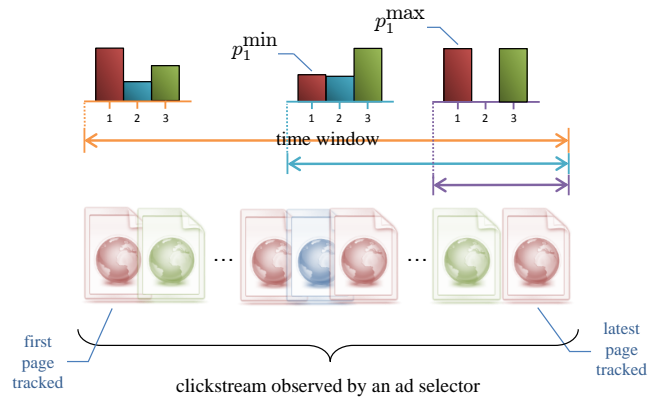 p₁ᵐⁱⁿ
p₁ᵐᵃˣ
1 2 3
1 2 3
1 2 3
time window
... ...
first
page
tracked
latest
page
tracked
clickstream observed by an ad selector